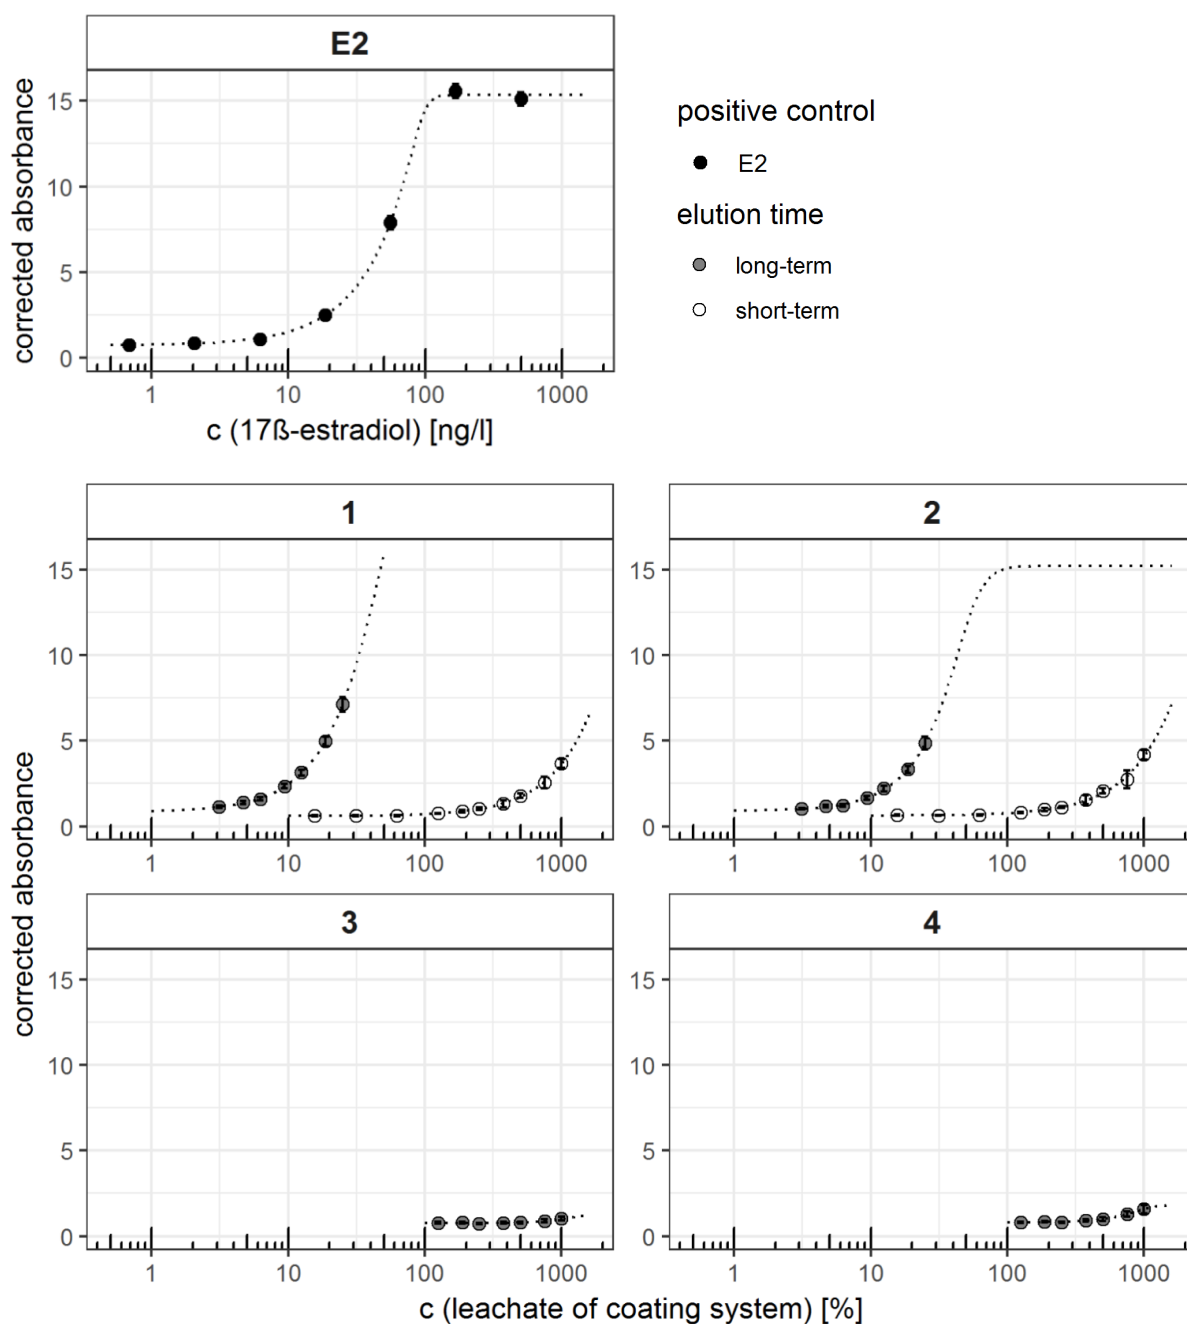 E2
corrected absorbance
15
10
5
0
1 10 100 1000
c (17ß-estradiol) [ng/l]
positive control
E2
elution time
long-term
short-term
1
2
corrected absorbance
15
10
5
0
1 10 100 1000
15
10
5
0
1 10 100 1000
3
4
15
10
5
0
1 10 100 1000
15
10
5
0
1 10 100 1000
c (leachate of coating system) [%]